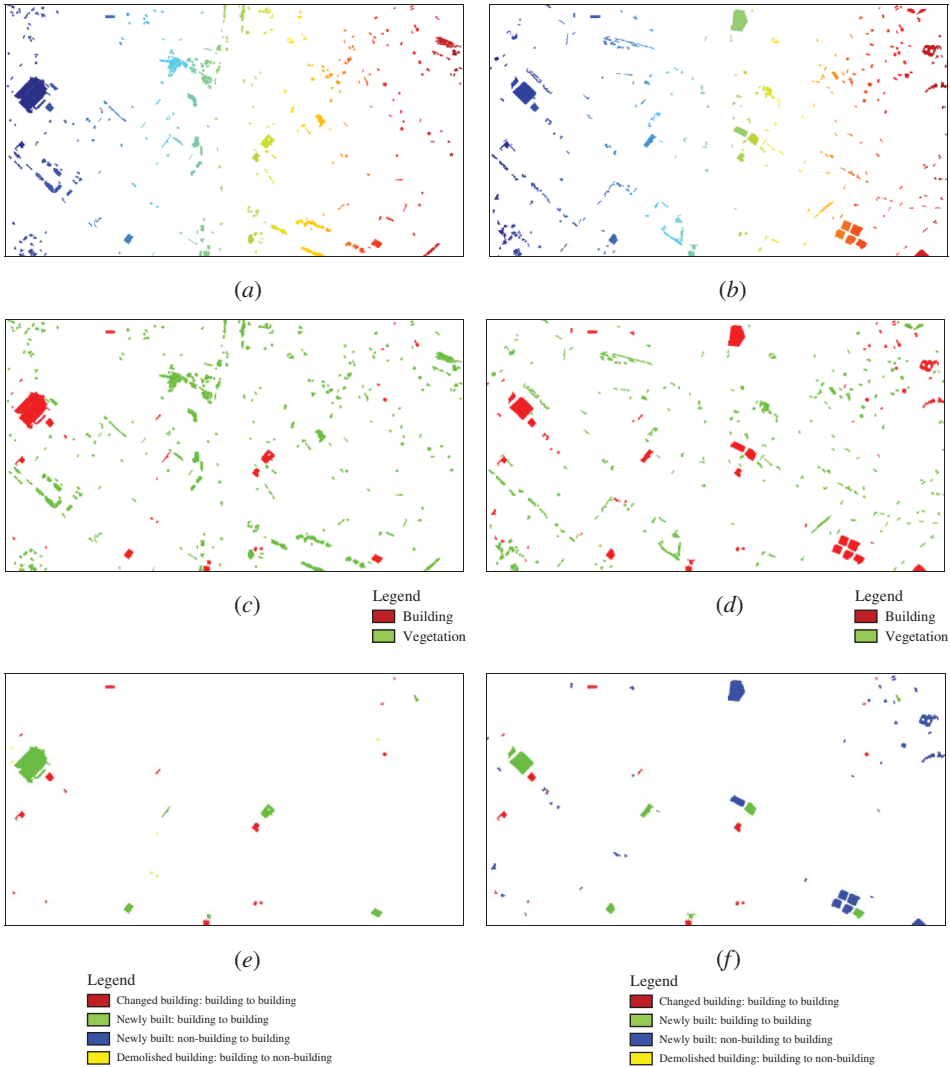 (a)
(b)
(c)
(d)
Legend
Building
Vegetation
Legend
Building
Vegetation
(e)
(f)
Legend
Changed building: building to building
Newly built: building to building
Newly built: non-building to building
Demolished building: building to non-building
Legend
Changed building: building to building
Newly built: building to building
Newly built: non-building to building
Demolished building: building to non-building